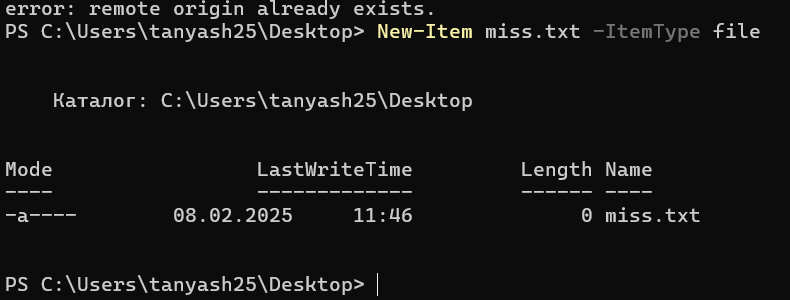 error: remote origin already exists.
PS C:\Users\tanyash25\Desktop> New-Item miss.txt -ItemType file
Каталог: C:\Users\tanyash25\Desktop
Mode LastWriteTime Length Name
---- ------------- ------ ----
-a---- 08.02.2025 11:46 0 miss.txt
PS C:\Users\tanyash25\Desktop>